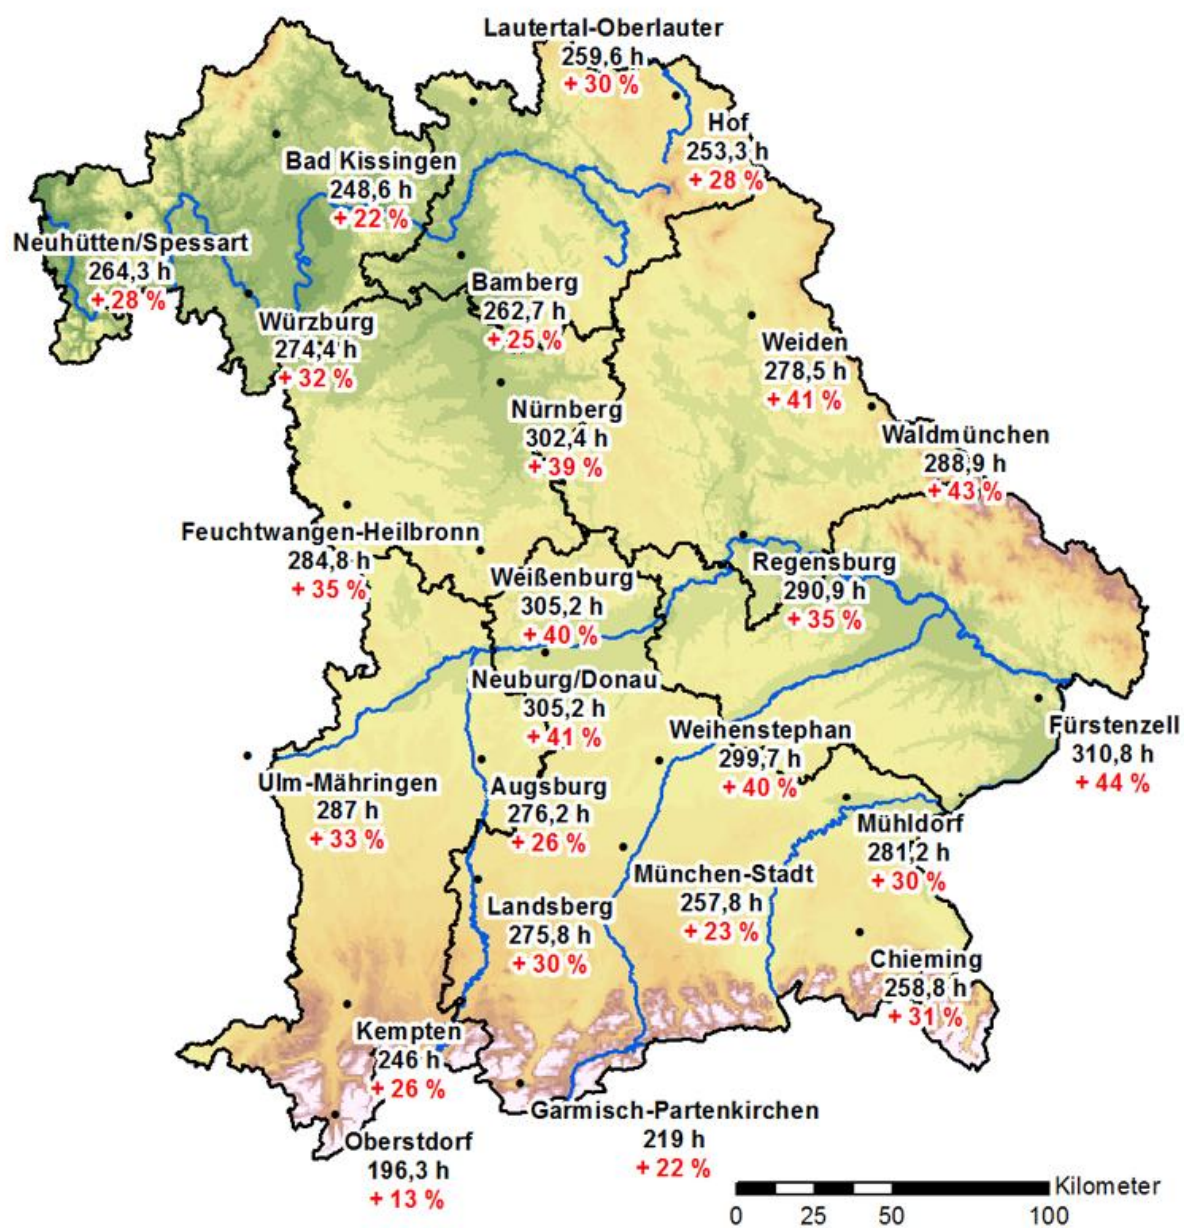 Lautertal-Oberlauter
259,6 h
+ 30 %
Hof
253,3 h
+ 28 %
Bad Kissingen
248,6 h
+ 22 %
Neuhütten/Spessart
264,3 h
+ 28 %
Bamberg
262,7 h
+ 25 %
Würzburg
274,4 h
+ 32 %
Weiden
278,5 h
+ 41 %
Nürnberg
302,4 h
+ 39 %
Waldmünchen
288,9 h
+ 43 %
Feuchtwangen-Heilbronn
284,8 h
+ 35 %
Weißenburg
305,2 h
+ 40 %
Regensburg
290,9 h
+ 35 %
Neuburg/Donau
305,2 h
+ 41 %
Weihenstephan
299,7 h
+ 40 %
Fürstenzell
310,8 h
+ 44 %
Ulm-Mähringen
287 h
+ 33 %
Augsburg
276,2 h
+ 26 %
Mühldorf
281,2 h
+ 30 %
München-Stadt
257,8 h
+ 23 %
Landsberg
275,8 h
+ 30 %
Chieming
258,8 h
+ 31 %
Kempten
246 h
+ 26 %
Garmisch-Partenkirchen
219 h
+ 22 %
Oberstdorf
196,3 h
+ 13 %
Kilometer
0 25 50 100